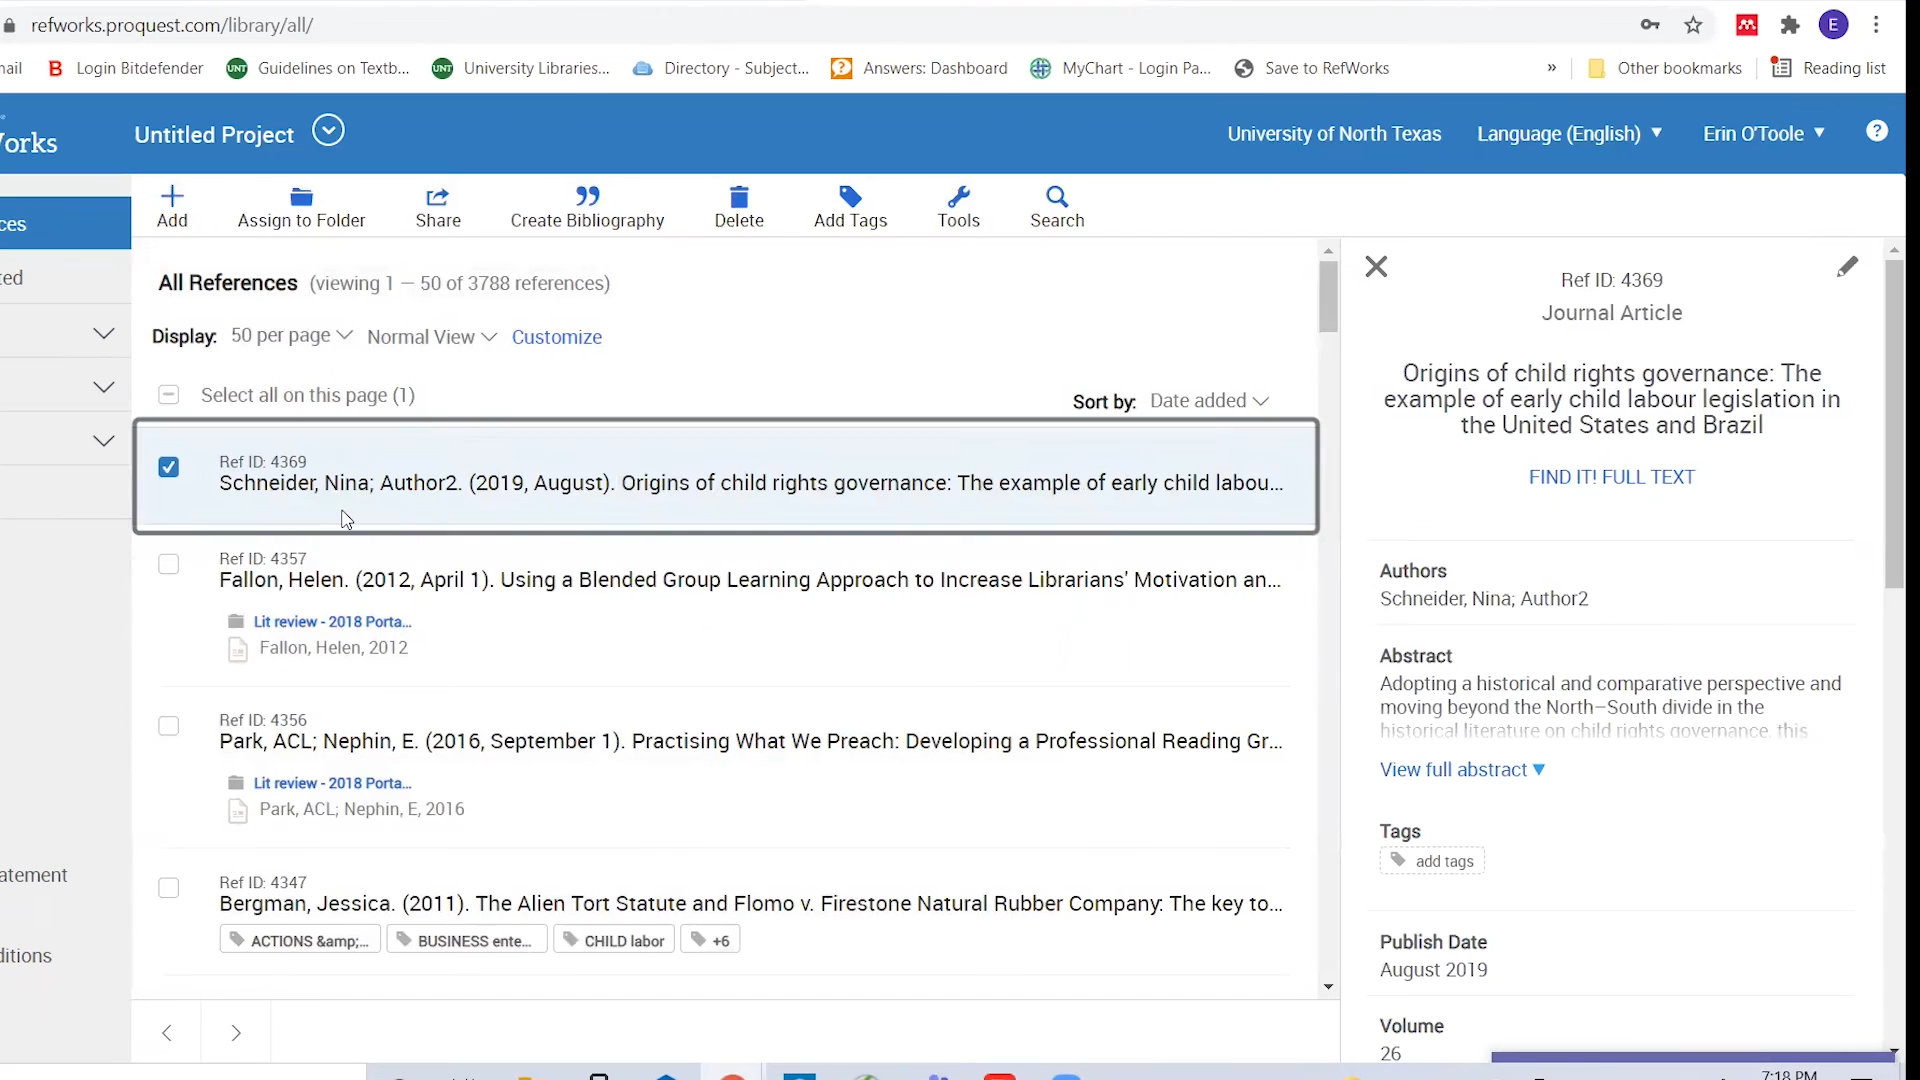 refworks.proquest.com/library/all/
E
nail
B Login Bitdefender
UNT Guidelines on Textb...
UNT University Libraries...
Directory - Subject...
Answers: Dashboard
MyChart - Login Pa...
Save to RefWorks
»
Other bookmarks
Reading list
Works
Untitled Project
University of North Texas
Language (English)
Erin O'Toole
?
Add
Assign to Folder
Share
Create Bibliography
Delete
Add Tags
Tools
Search
ces
ted
atement
ditions
All References (viewing 1 — 50 of 3788 references)
Display: 50 per page Normal View Customize
Select all on this page (1)
Sort by: Date added
Ref ID: 4369
Schneider, Nina; Author2. (2019, August). Origins of child rights governance: The example of early child labou...
Ref ID: 4357
Fallon, Helen. (2012, April 1). Using a Blended Group Learning Approach to Increase Librarians' Motivation an...
Lit review - 2018 Porta...
Fallon, Helen, 2012
Ref ID: 4356
Park, ACL; Nephin, E. (2016, September 1). Practising What We Preach: Developing a Professional Reading Gr...
Lit review - 2018 Porta...
Park, ACL; Nephin, E, 2016
Ref ID: 4347
Bergman, Jessica. (2011). The Alien Tort Statute and Flomo v. Firestone Natural Rubber Company: The key to...
ACTIONS &amp;...
BUSINESS ente...
CHILD labor
+6
Ref ID: 4369
Journal Article
Origins of child rights governance: The
example of early child labour legislation in
the United States and Brazil
FIND IT! FULL TEXT
Authors
Schneider, Nina; Author2
Abstract
Adopting a historical and comparative perspective and
moving beyond the North–South divide in the
historical literature on child rights governance, this
View full abstract
Tags
add tags
Publish Date
August 2019
Volume
26
7:18 PM